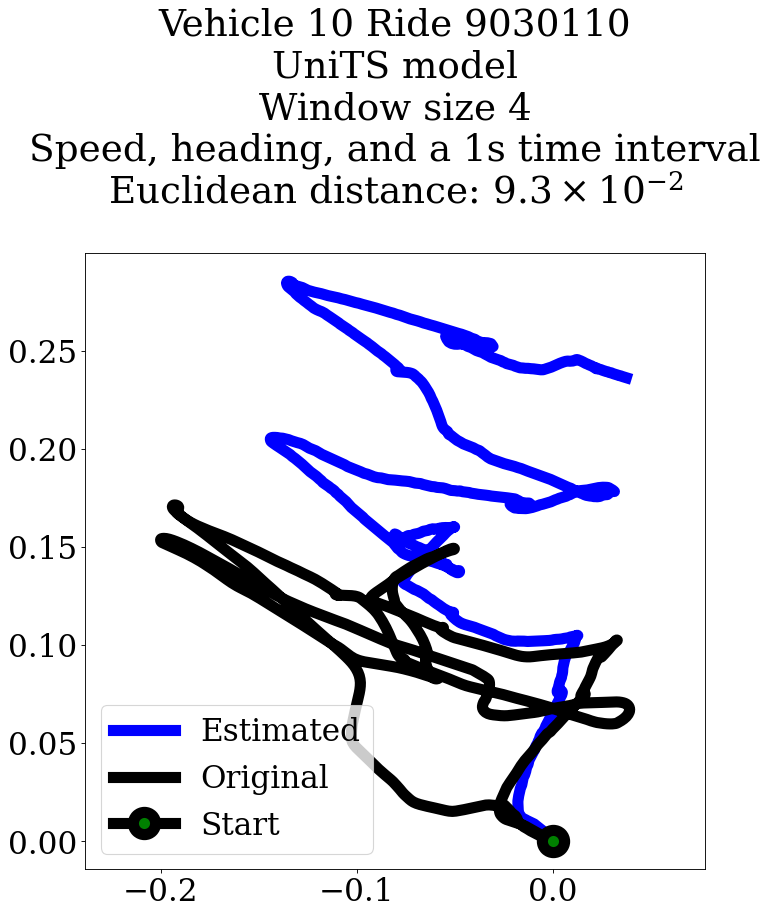 Vehicle 10 Ride 9030110
UniTS model
Window size 4
Speed, heading, and a 1s time interval
Euclidean distance: 9.3 × 10⁻²
0.25
0.20
0.15
0.10
0.05
0.00
−0.2 −0.1 0.0
Estimated
Original
Start